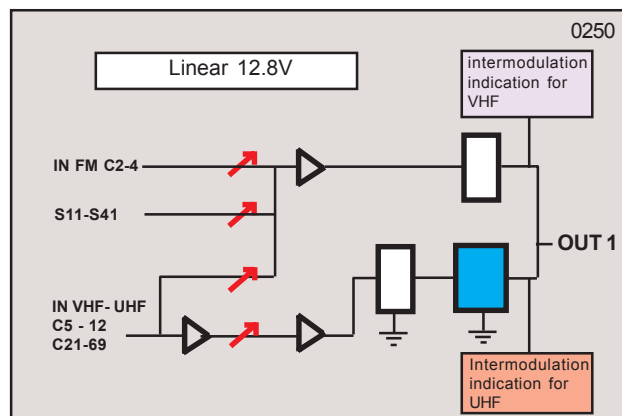 0250
Linear 12.8V
intermodulation
indication for
VHF
IN FM C2-4
S11-S41
OUT 1
IN VHF- UHF
C5 - 12
C21-69
Intermodulation
indication for
UHF